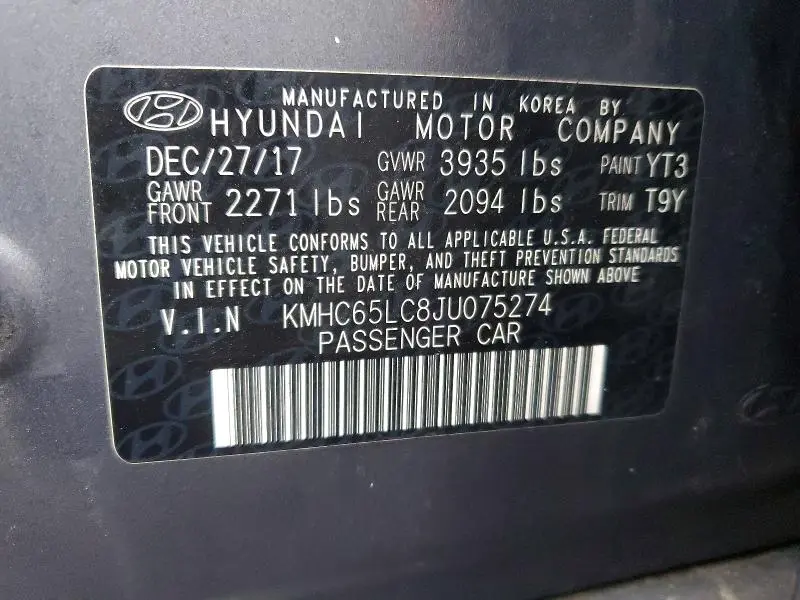 MANUFACTURED IN KOREA BY
HYUNDAI MOTOR COMPANY
DEC/27/17 GVWR 3935 lbs PAINT YT3
GAWR FRONT 2271 lbs GAWR REAR 2094 lbs TRIM T9Y
THIS VEHICLE CONFORMS TO ALL APPLICABLE U.S.A. FEDERAL
MOTOR VEHICLE SAFETY, BUMPER, AND THEFT PREVENTION STANDARDS
IN EFFECT ON THE DATE OF MANUFACTURE SHOWN ABOVE
V.I.N KMHC65LC8JU075274
PASSENGER CAR